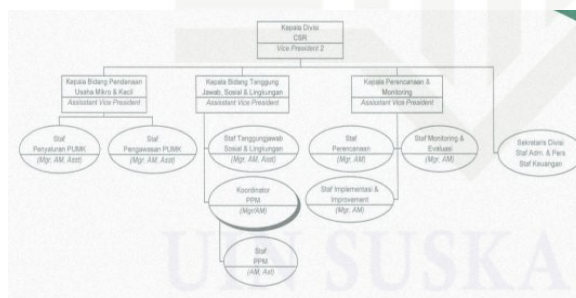 Kepala Divisi
CSR
Vice President 2
Kepala Bidang Pendanaan
Usaha Mikro & Kecil
Assisstant Vice President
Kepala Bidang Tanggung
Jawab, Sosial & Lingkungan
Assisstant Vice President
Kepala Perencanaan &
Monitoring
Assisstant Vice President
Staf
Penyaluran PUMK
(Mgr, AM, Asst)
Staf
Pengawasan PUMK
(Mgr, AM, Asst)
Staf Tanggungjawab
Sosial & Lingkungan
(Mgr, AM, Asst)
Staf
Perencanaan
(Mgr, AM)
Staf Monitoring &
Evaluasi
(Mgr, AM)
Sekretaris Divisi
Staf Adm. & Pers
Staf Keuangan
Koordinator
PPM
(Mgr/AM)
Staf Implementasi &
Improvement
(Mgr, AM)
Staf
PPM
(AM, Ast)
UIN SUSKA